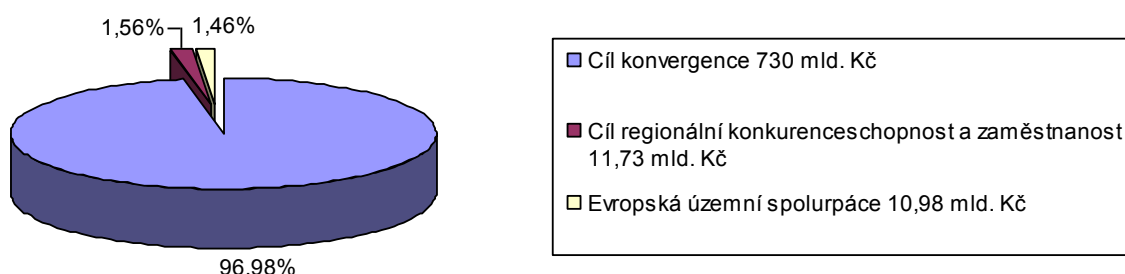 1,56%
1,46%
96,98%
Cíl konvergence 730 mld. Kč
Cíl regionální konkurenceschopnost a zaměstnanost
11,73 mld. Kč
Evropská územní spolurpáce 10,98 mld. Kč